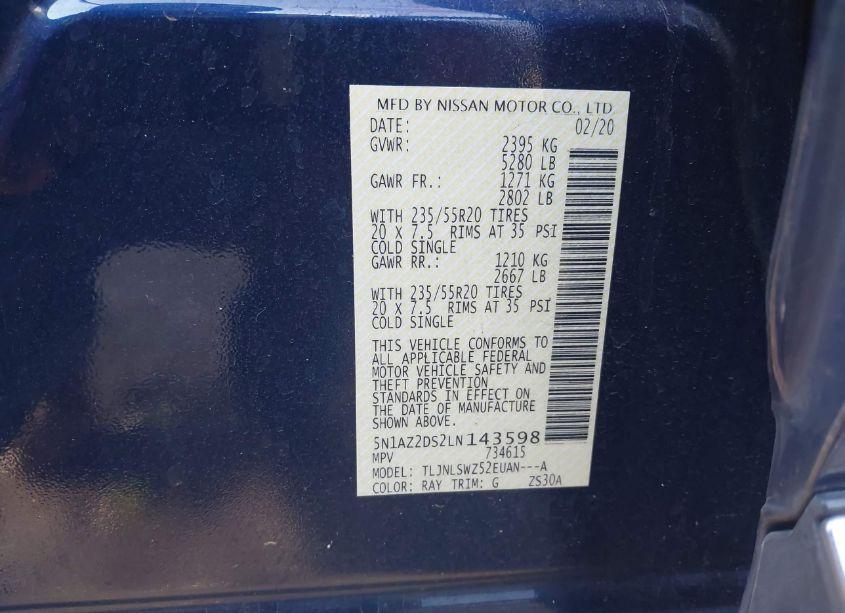 MFD BY NISSAN MOTOR CO., LTD.
DATE: 02/20
GVWR: 2395 KG
5280 LB
GAWR FR.: 1271 KG
2802 LB
WITH 235/55R20 TIRES
20 X 7.5 RIMS AT 35 PSI
COLD SINGLE
GAWR RR.: 1210 KG
2667 LB
WITH 235/55R20 TIRES
20 X 7.5 RIMS AT 35 PSI
COLD SINGLE
THIS VEHICLE CONFORMS TO
ALL APPLICABLE FEDERAL
MOTOR VEHICLE SAFETY AND
THEFT PREVENTION
STANDARDS IN EFFECT ON
THE DATE OF MANUFACTURE
SHOWN ABOVE.
5N1AZ2DS2LN143598
MPV 734615
MODEL: TLJNLSWZ52EUAN---A
COLOR: RAY TRIM: G ZS30A